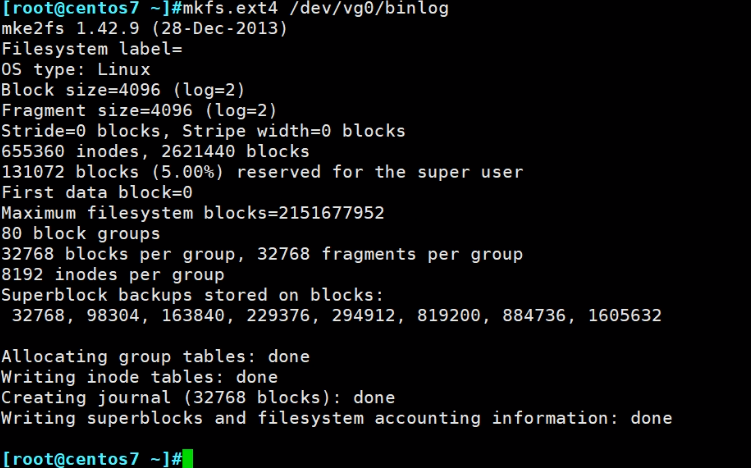 [root@centos7 ~]#mkfs.ext4 /dev/vg0/binlog
mke2fs 1.42.9 (28-Dec-2013)
Filesystem label=
OS type: Linux
Block size=4096 (log=2)
Fragment size=4096 (log=2)
Stride=0 blocks, Stripe width=0 blocks
655360 inodes, 2621440 blocks
131072 blocks (5.00%) reserved for the super user
First data block=0
Maximum filesystem blocks=2151677952
80 block groups
32768 blocks per group, 32768 fragments per group
8192 inodes per group
Superblock backups stored on blocks:
 32768, 98304, 163840, 229376, 294912, 819200, 884736, 1605632

Allocating group tables: done
Writing inode tables: done
Creating journal (32768 blocks): done
Writing superblocks and filesystem accounting information: done

[root@centos7 ~]#